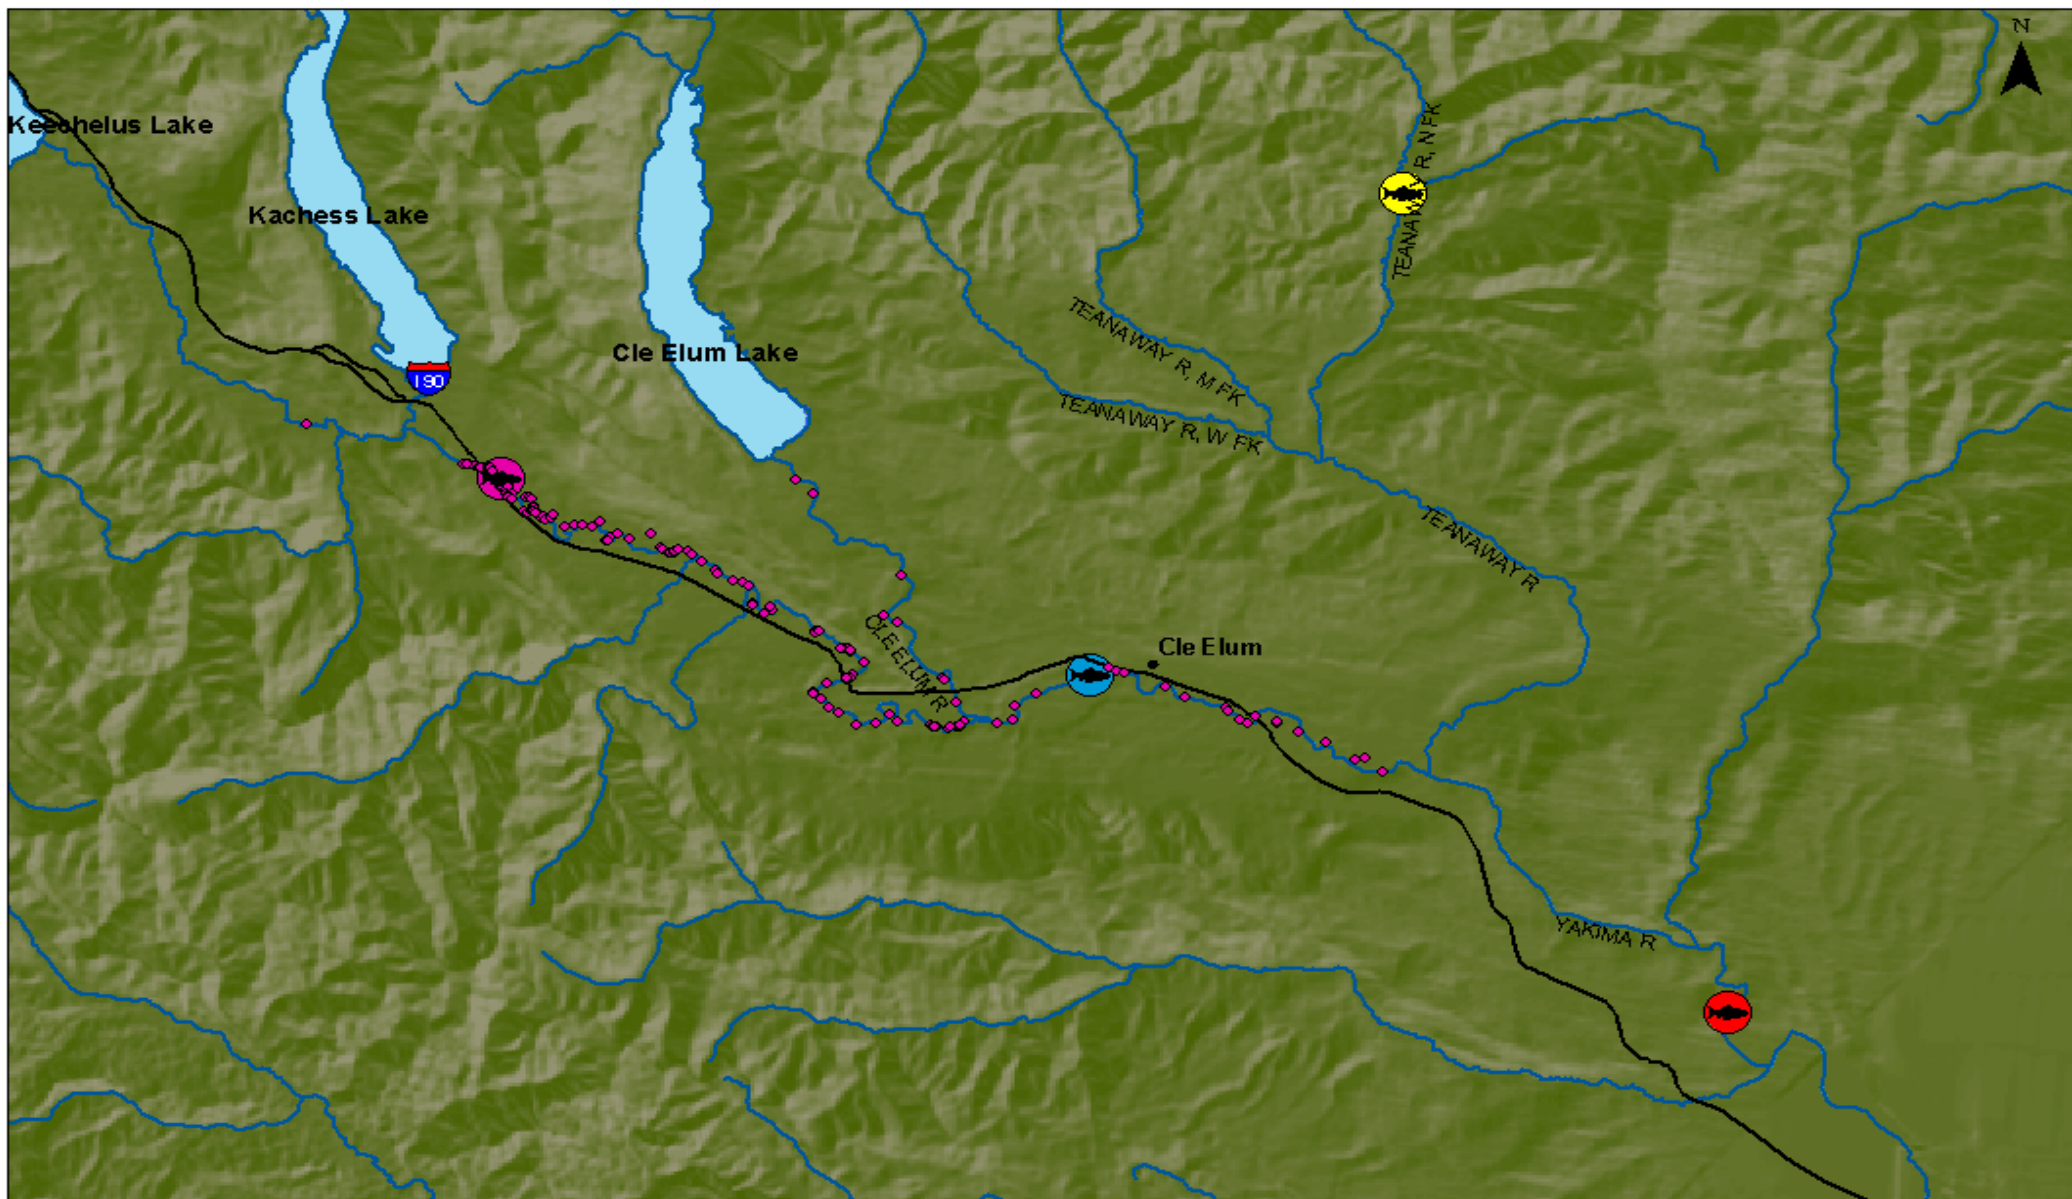 N
Keechelus Lake
Kachess Lake
TEANAWAY R, N FK
Cle Elum Lake
I 90
TEANAWAY R, M FK
TEANAWAY R, W FK
TEANAWAY R
CLE ELUM R
Cle Elum
YAKIMA R